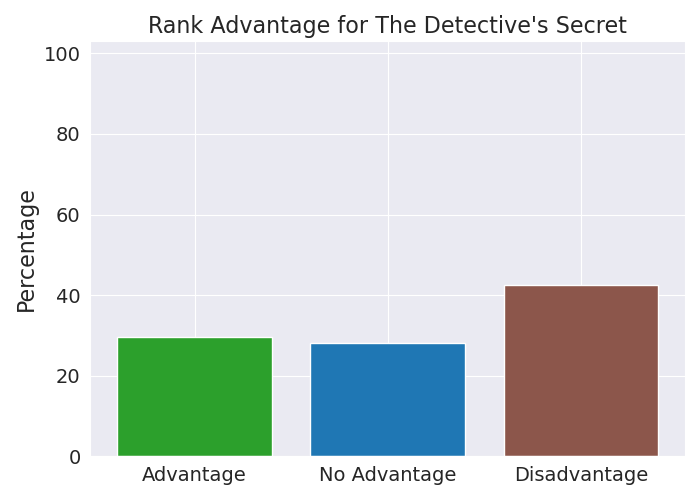 Rank Advantage for The Detective's Secret
100
80
60
40
20
0
Percentage
Advantage
No Advantage
Disadvantage